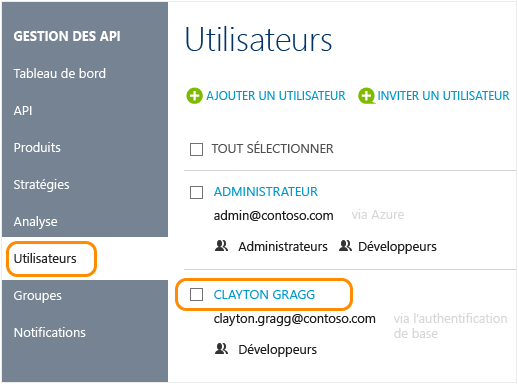 GESTION DES API
Tableau de bord
API
Produits
Stratégies
Analyse
Utilisateurs
Groupes
Notifications
Utilisateurs
AJOUTER UN UTILISATEUR INVITER UN UTILISATEUR
TOUT SÉLECTIONNER
ADMINISTRATEUR
admin@contoso.com via Azure
Administrateurs Développeurs
CLAYTON GRAGG
clayton.gragg@contoso.com via l'authentification
de base
Développeurs